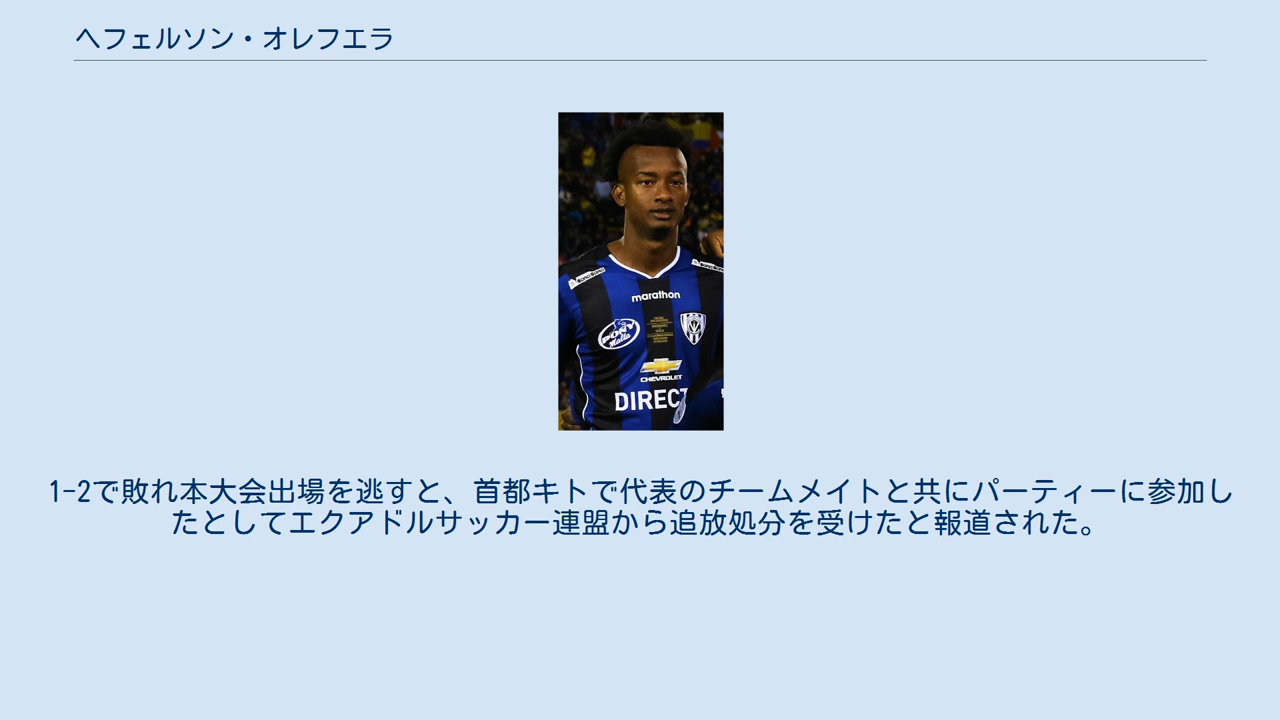 ヘフェルソン・オレフエラ
marathon
PONY
Malta
CHEVROLET
DIRECT
1-2で敗れ本大会出場を逃すと、首都キトで代表のチームメイトと共にパーティーに参加し
たとしてエクアドルサッカー連盟から追放処分を受けたと報道された。